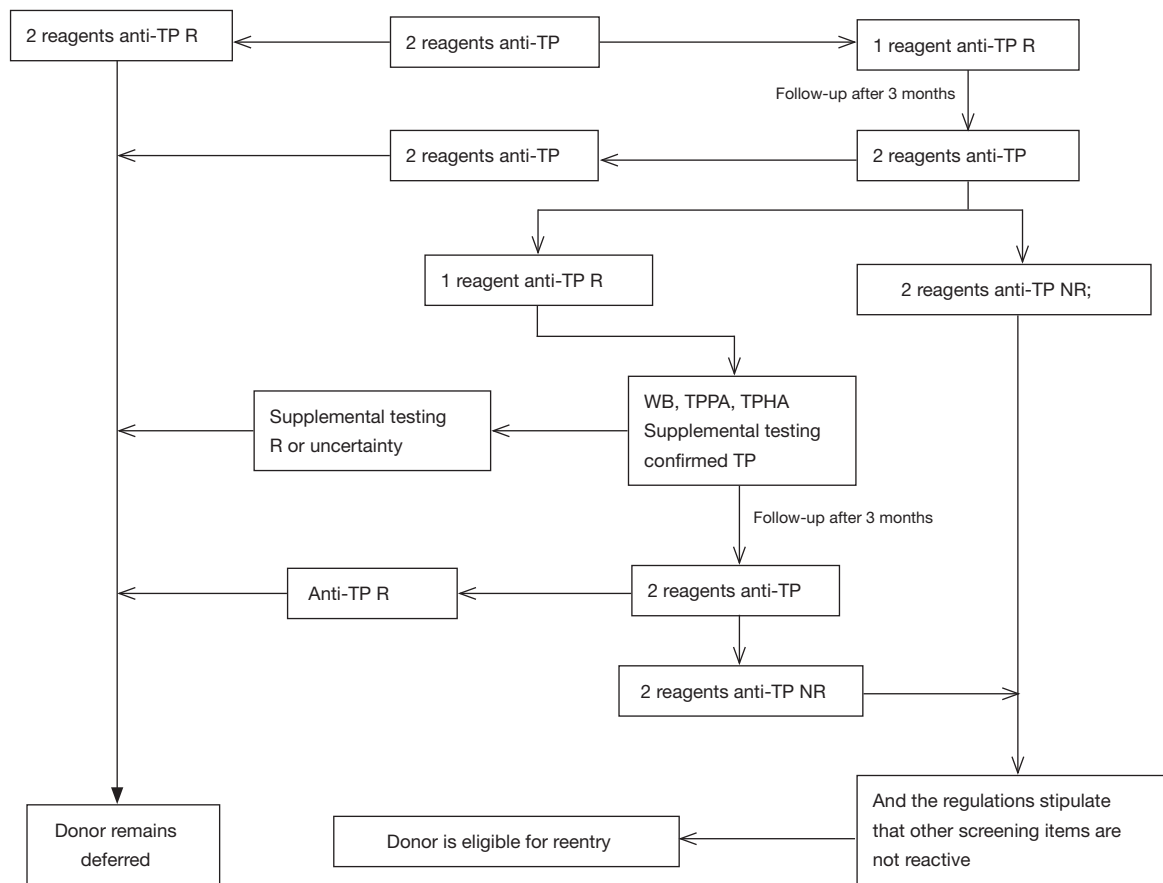 2 reagents anti-TP R
2 reagents anti-TP
1 reagent anti-TP R
Follow-up after 3 months
2 reagents anti-TP
2 reagents anti-TP
1 reagent anti-TP R
2 reagents anti-TP NR;
Supplemental testing
R or uncertainty
WB, TPPA, TPHA
Supplemental testing
confirmed TP
Follow-up after 3 months
Anti-TP R
2 reagents anti-TP
2 reagents anti-TP NR
Donor remains
deferred
Donor is eligible for reentry
And the regulations stipulate
that other screening items are
not reactive